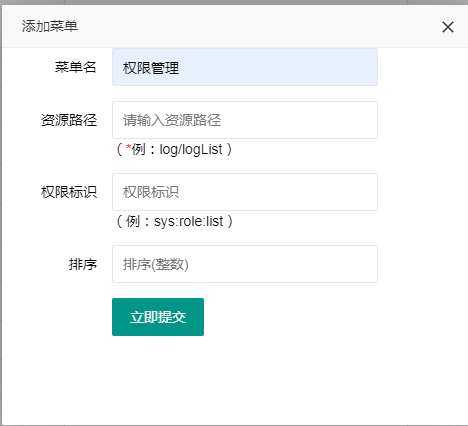 添加菜单
菜单名 权限管理
资源路径 请输入资源路径
（*例：log/logList）
权限标识 权限标识
（例：sys:role:list）
排序 排序(整数)
立即提交